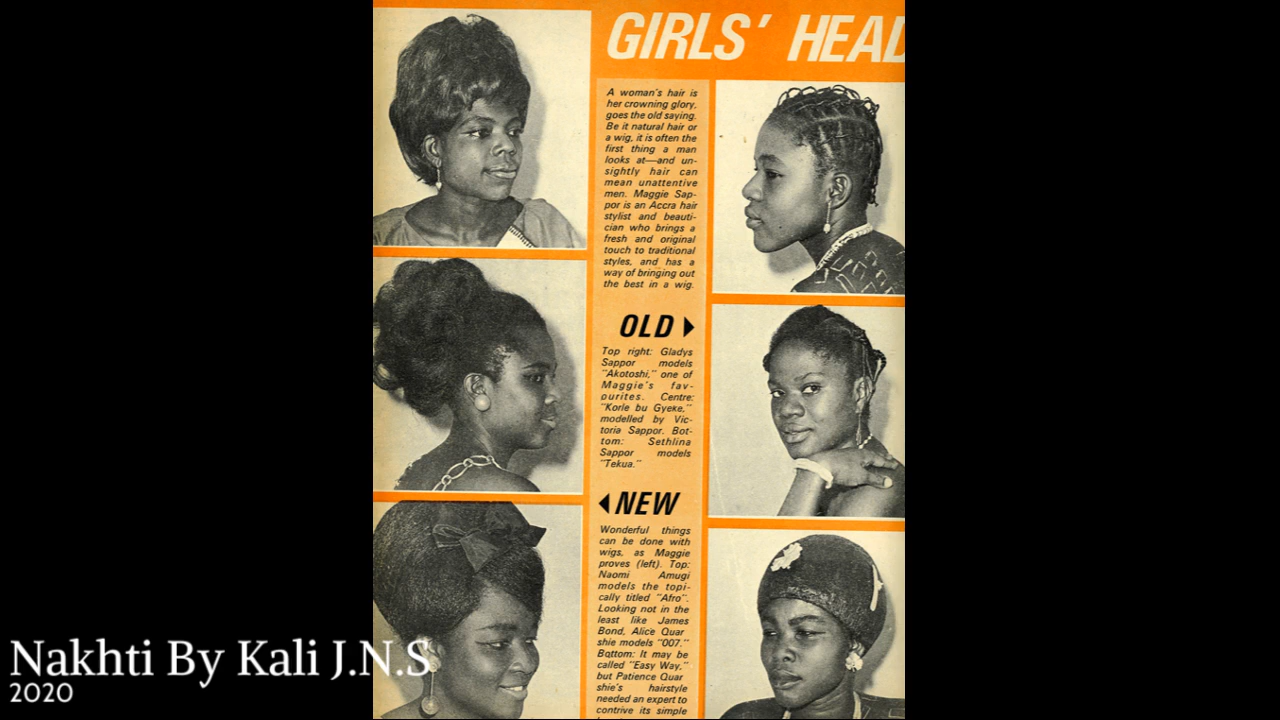 GIRLS' HEAD
A woman's hair is
her crowning glory,
goes the old saying.
Be it natural hair or
a wig, it is often the
first thing a man
looks at—and un-
sightly hair can
mean unattentive
men. Maggie Sap-
por is an Accra hair
stylist and beauti-
cian who brings a
fresh and original
touch to traditional
styles, and has a
way of bringing out
the best in a wig.
OLD
Top right: Gladys
Sappor models
"Akotoshi," one of
Maggie's fav-
ourites. Centre:
"Korle bu Gyeke,"
modelled by Vic-
toria Sappor. Bot-
tom: Sethlina
Sappor models
"Tekua."
NEW
Wonderful things
can be done with
wigs, as Maggie
proves (left). Top:
Naomi Amugi
models the topi-
cally titled "Afro".
Looking not in the
least like James
Bond, Alice Quar
shie models "007."
Bottom: It may be
called "Easy Way,"
but Patience Quar
shie's hairstyle
needed an expert to
contrive its simple
Nakhti By Kali J.N.S
2020